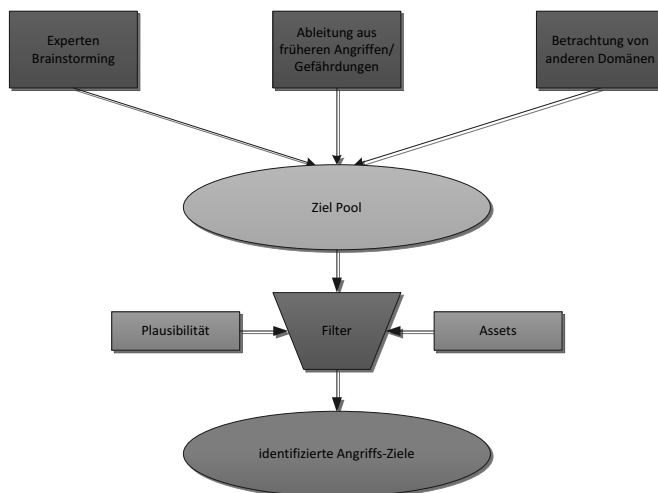 Experten
Brainstorming
Ableitung aus
früheren Angriffen/
Gefährdungen
Betrachtung von
anderen Domänen
Ziel Pool
Plausibilität
Filter
Assets
identifizierte Angriffs-Ziele